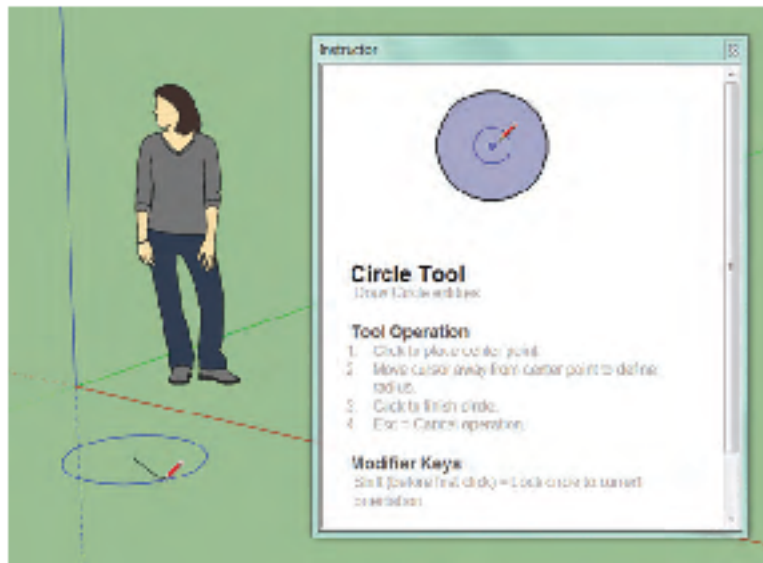 Instructor
Circle Tool
Draw Circle entities
Tool Operation
1. Click to place center point.
2. Move cursor away from center point to define
radius.
3. Click to finish circle.
4. Esc = Cancel operation.
Modifier Keys
Shift (before first click) = Lock circle to current
orientation